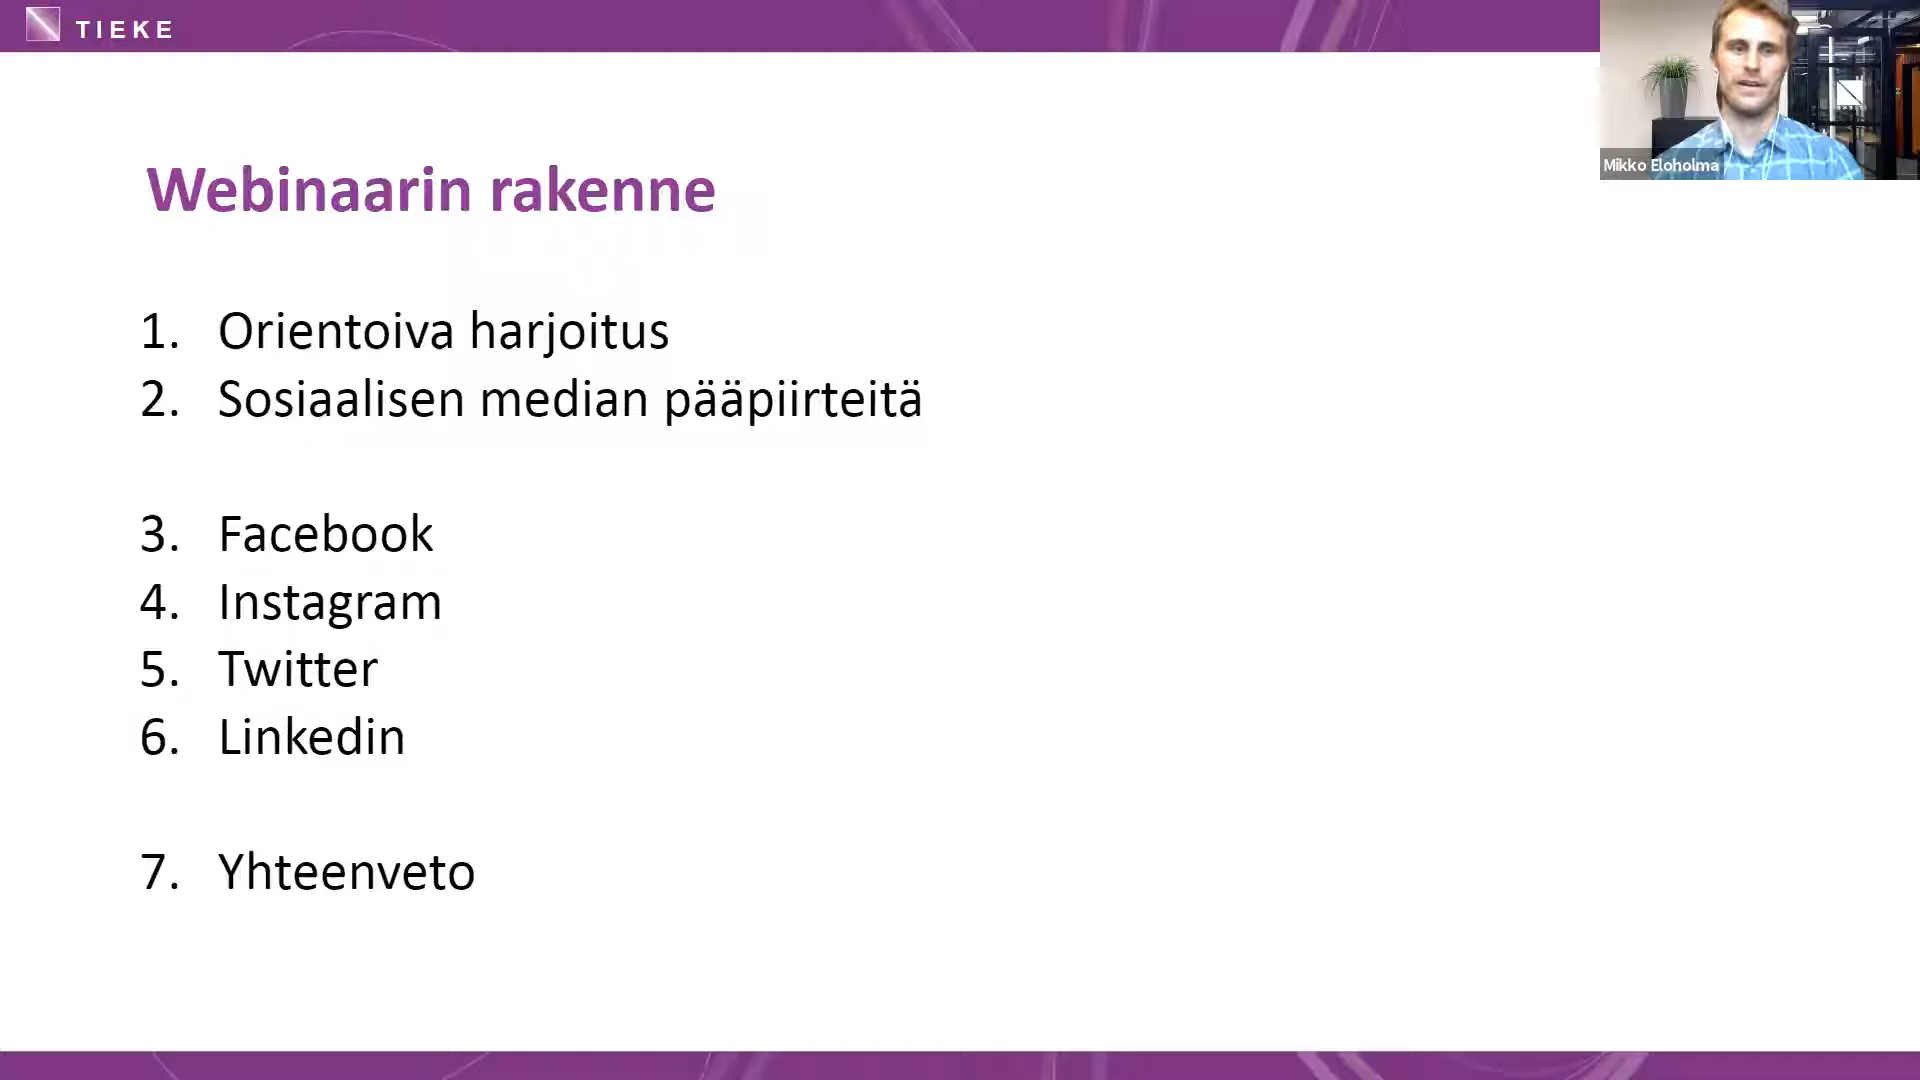 TIEKE
Mikko Eloholma
Webinaarin rakenne
1. Orientoiva harjoitus
2. Sosiaalisen median pääpiirteitä
3. Facebook
4. Instagram
5. Twitter
6. Linkedin
7. Yhteenveto